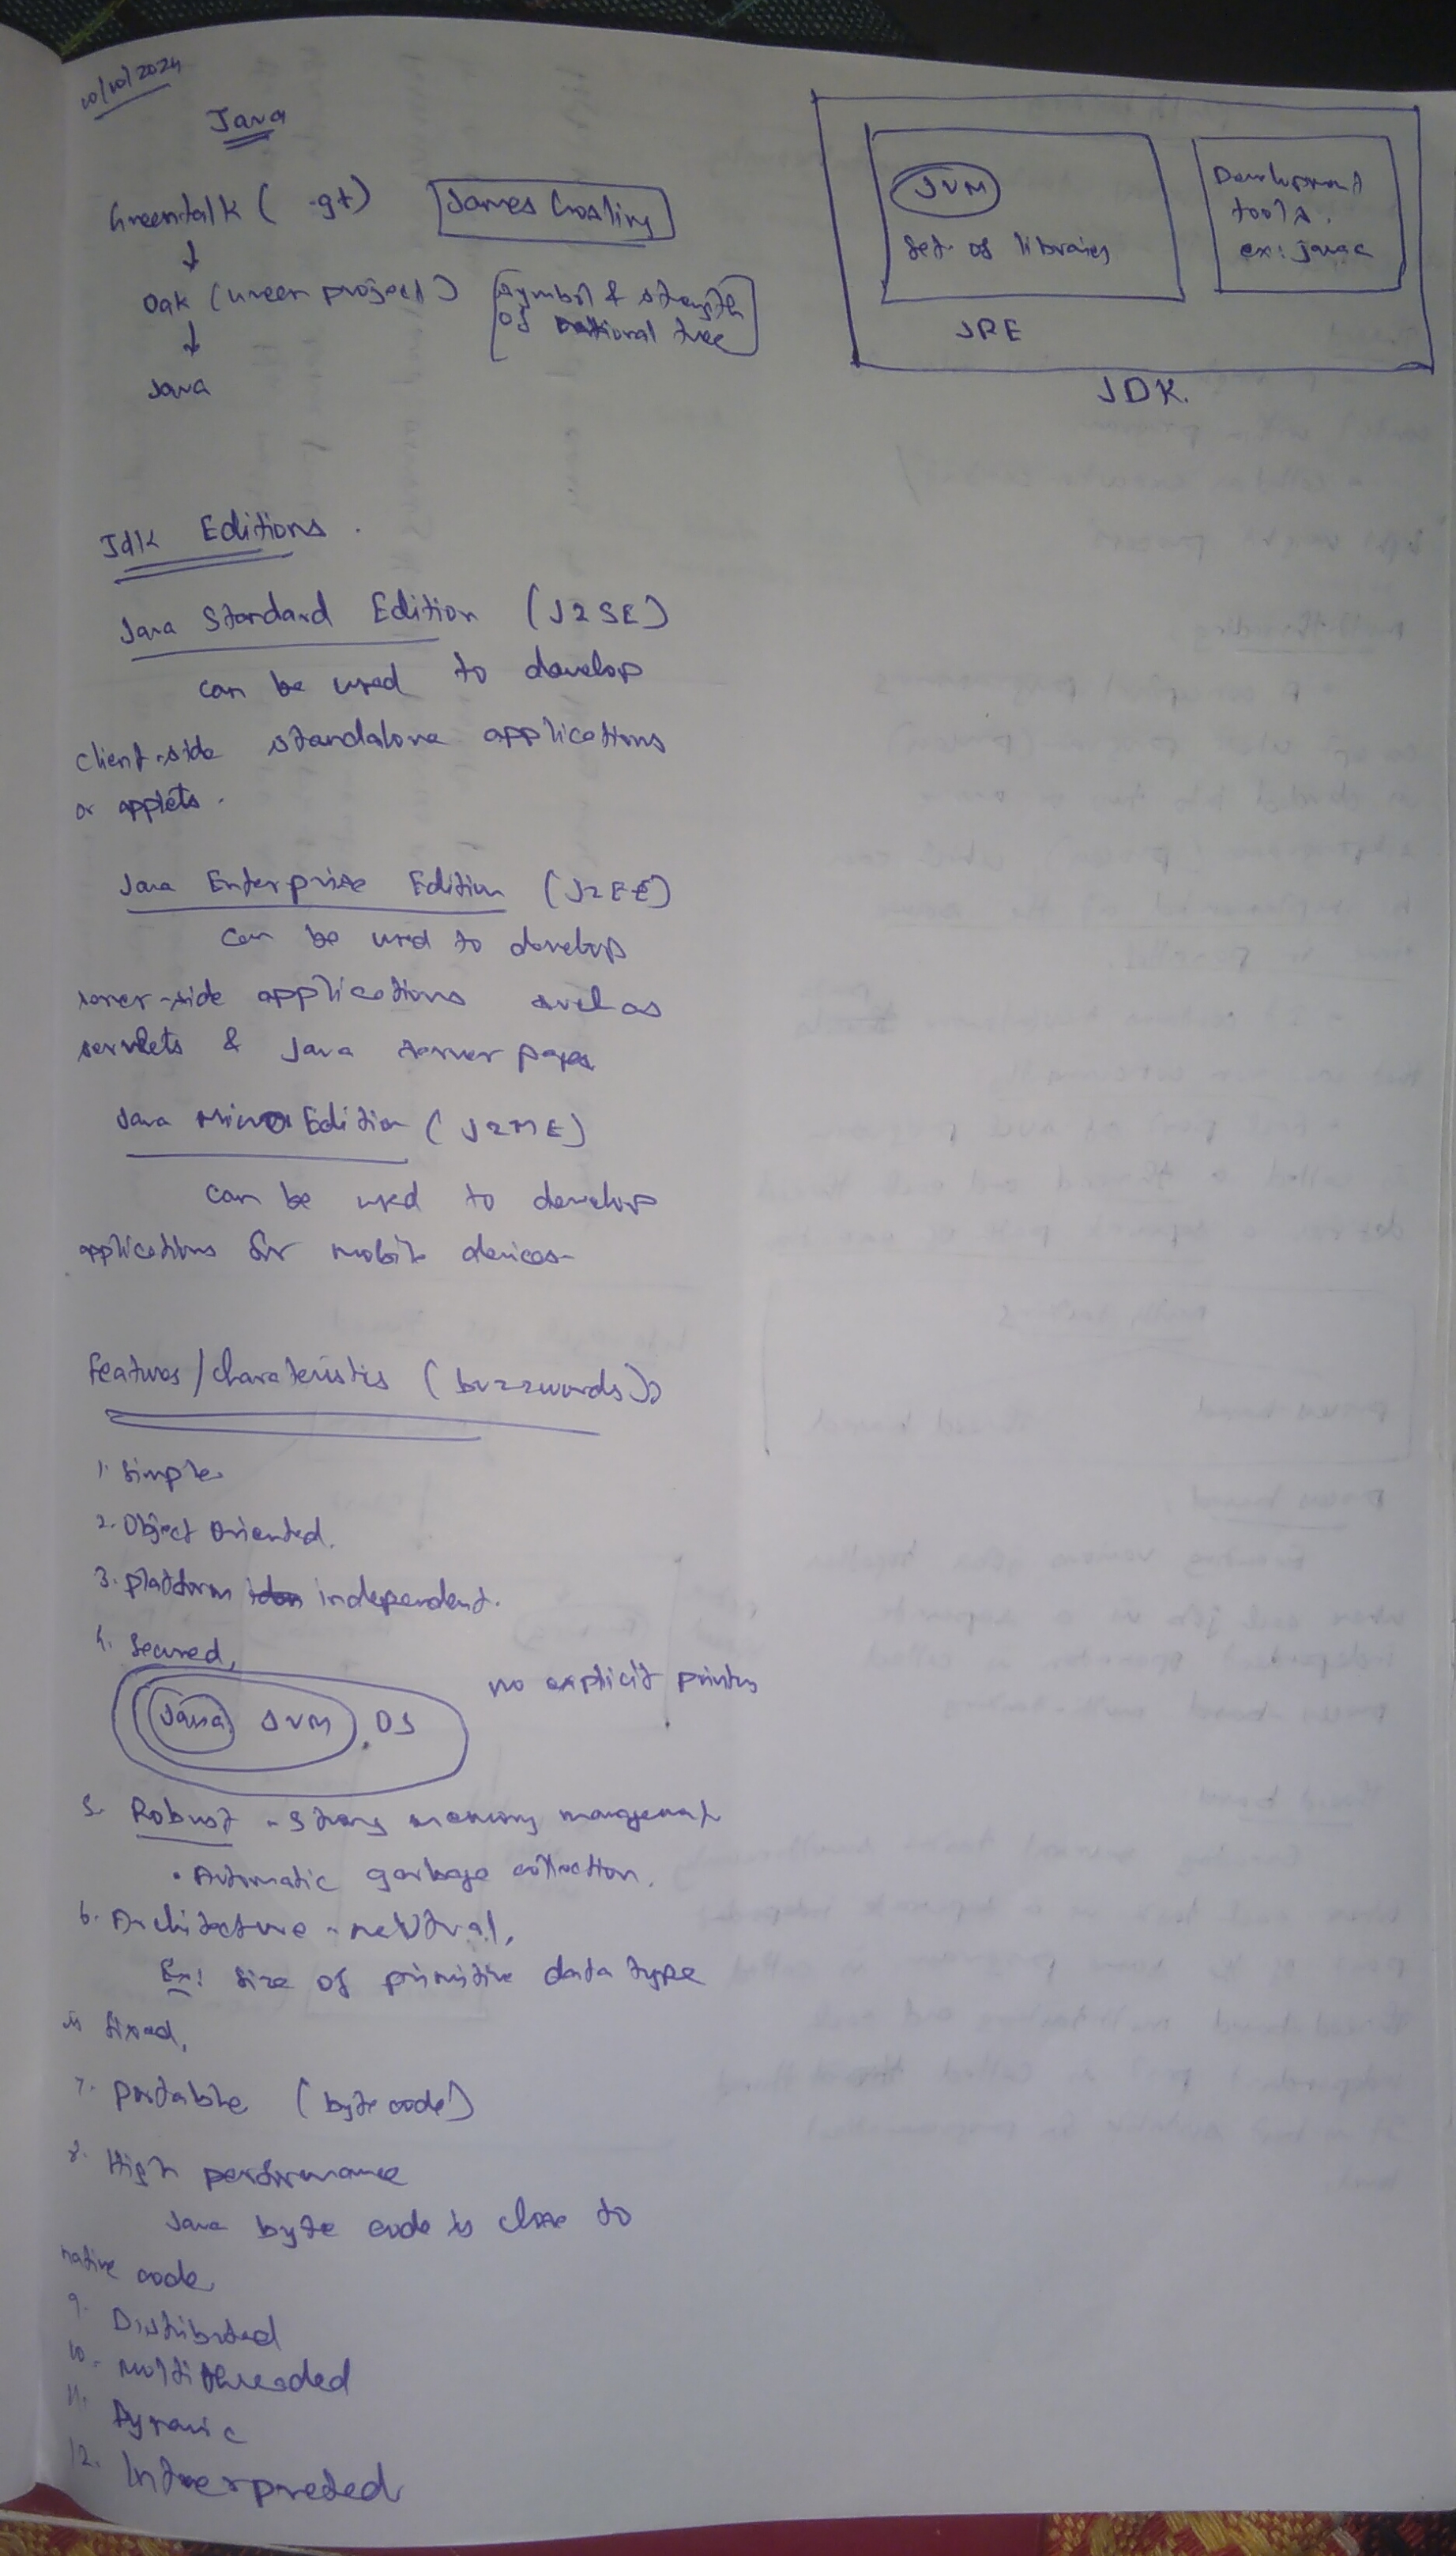 10/10/2024
Java
Greentalk ( .gt)
James Gosling
↓
Oak (Green project)
[symbol & strength
of national tree]
↓
Java
JVM
Set of libraries
JRE
Development
tools.
ex: javac
JDK.
Jdk Editions.
Java Standard Edition (J2SE)
can be used to develop
client-side standalone applications
or applets.
Java Enterprise Edition (J2EE)
can be used to develop
server-side applications such as
servlets & Java server pages
Java Micro Edition (J2ME)
can be used to develop
applications for mobile devices-
Features/charateristics (buzzwords):
1. Simple
2. Object Oriented.
3. platform independent.
4. Secured,
no explicit pointers
Java JVM OS
5. Robust - Strong memory management
• Automatic garbage collection.
6. Architecture-neutral,
Ex: size of primitive data type
is fixed,
7. Portable (byte code)
8. High performance
Java byte code is close to
native code
9. Distributed
10. multithreaded
11. Dynamic
12. Interpreted